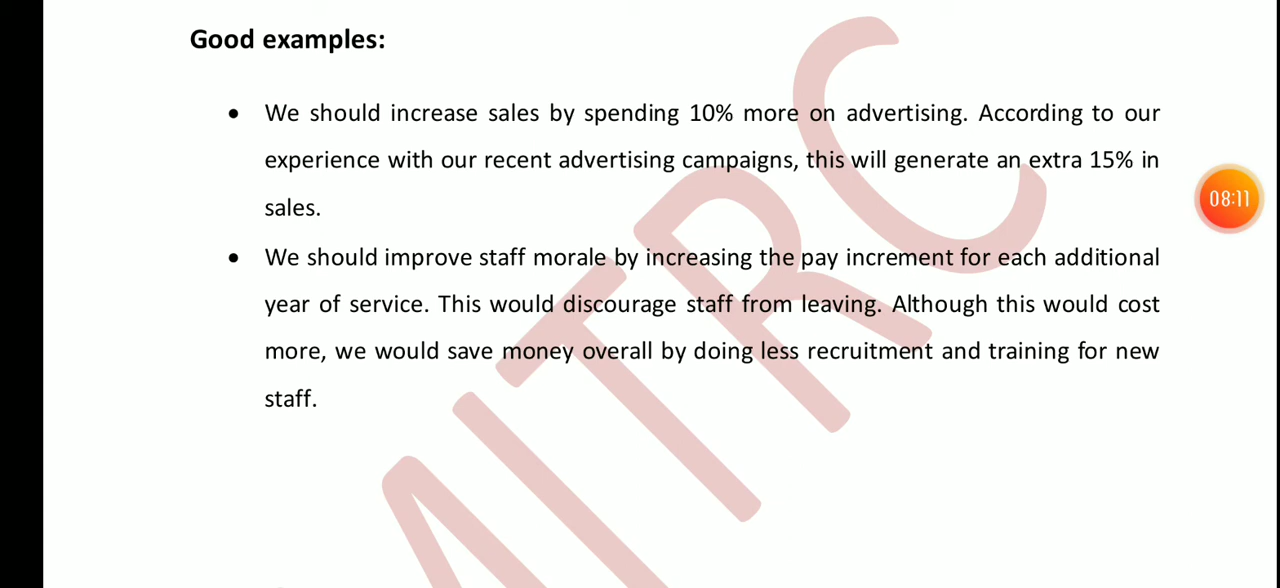 Good examples:
• We should increase sales by spending 10% more on advertising. According to our
experience with our recent advertising campaigns, this will generate an extra 15% in
sales.
• We should improve staff morale by increasing the pay increment for each additional
year of service. This would discourage staff from leaving. Although this would cost
more, we would save money overall by doing less recruitment and training for new
staff.
08:11
MITRC